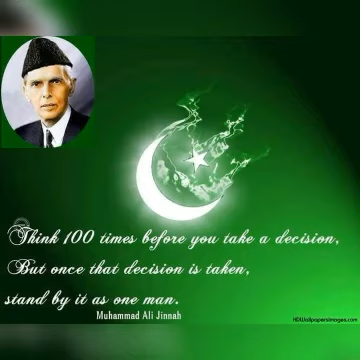 Think 100 times before you take a decision,
But once that decision is taken,
stand by it as one man.
Muhammad Ali Jinnah
HDWallpapersimages.com